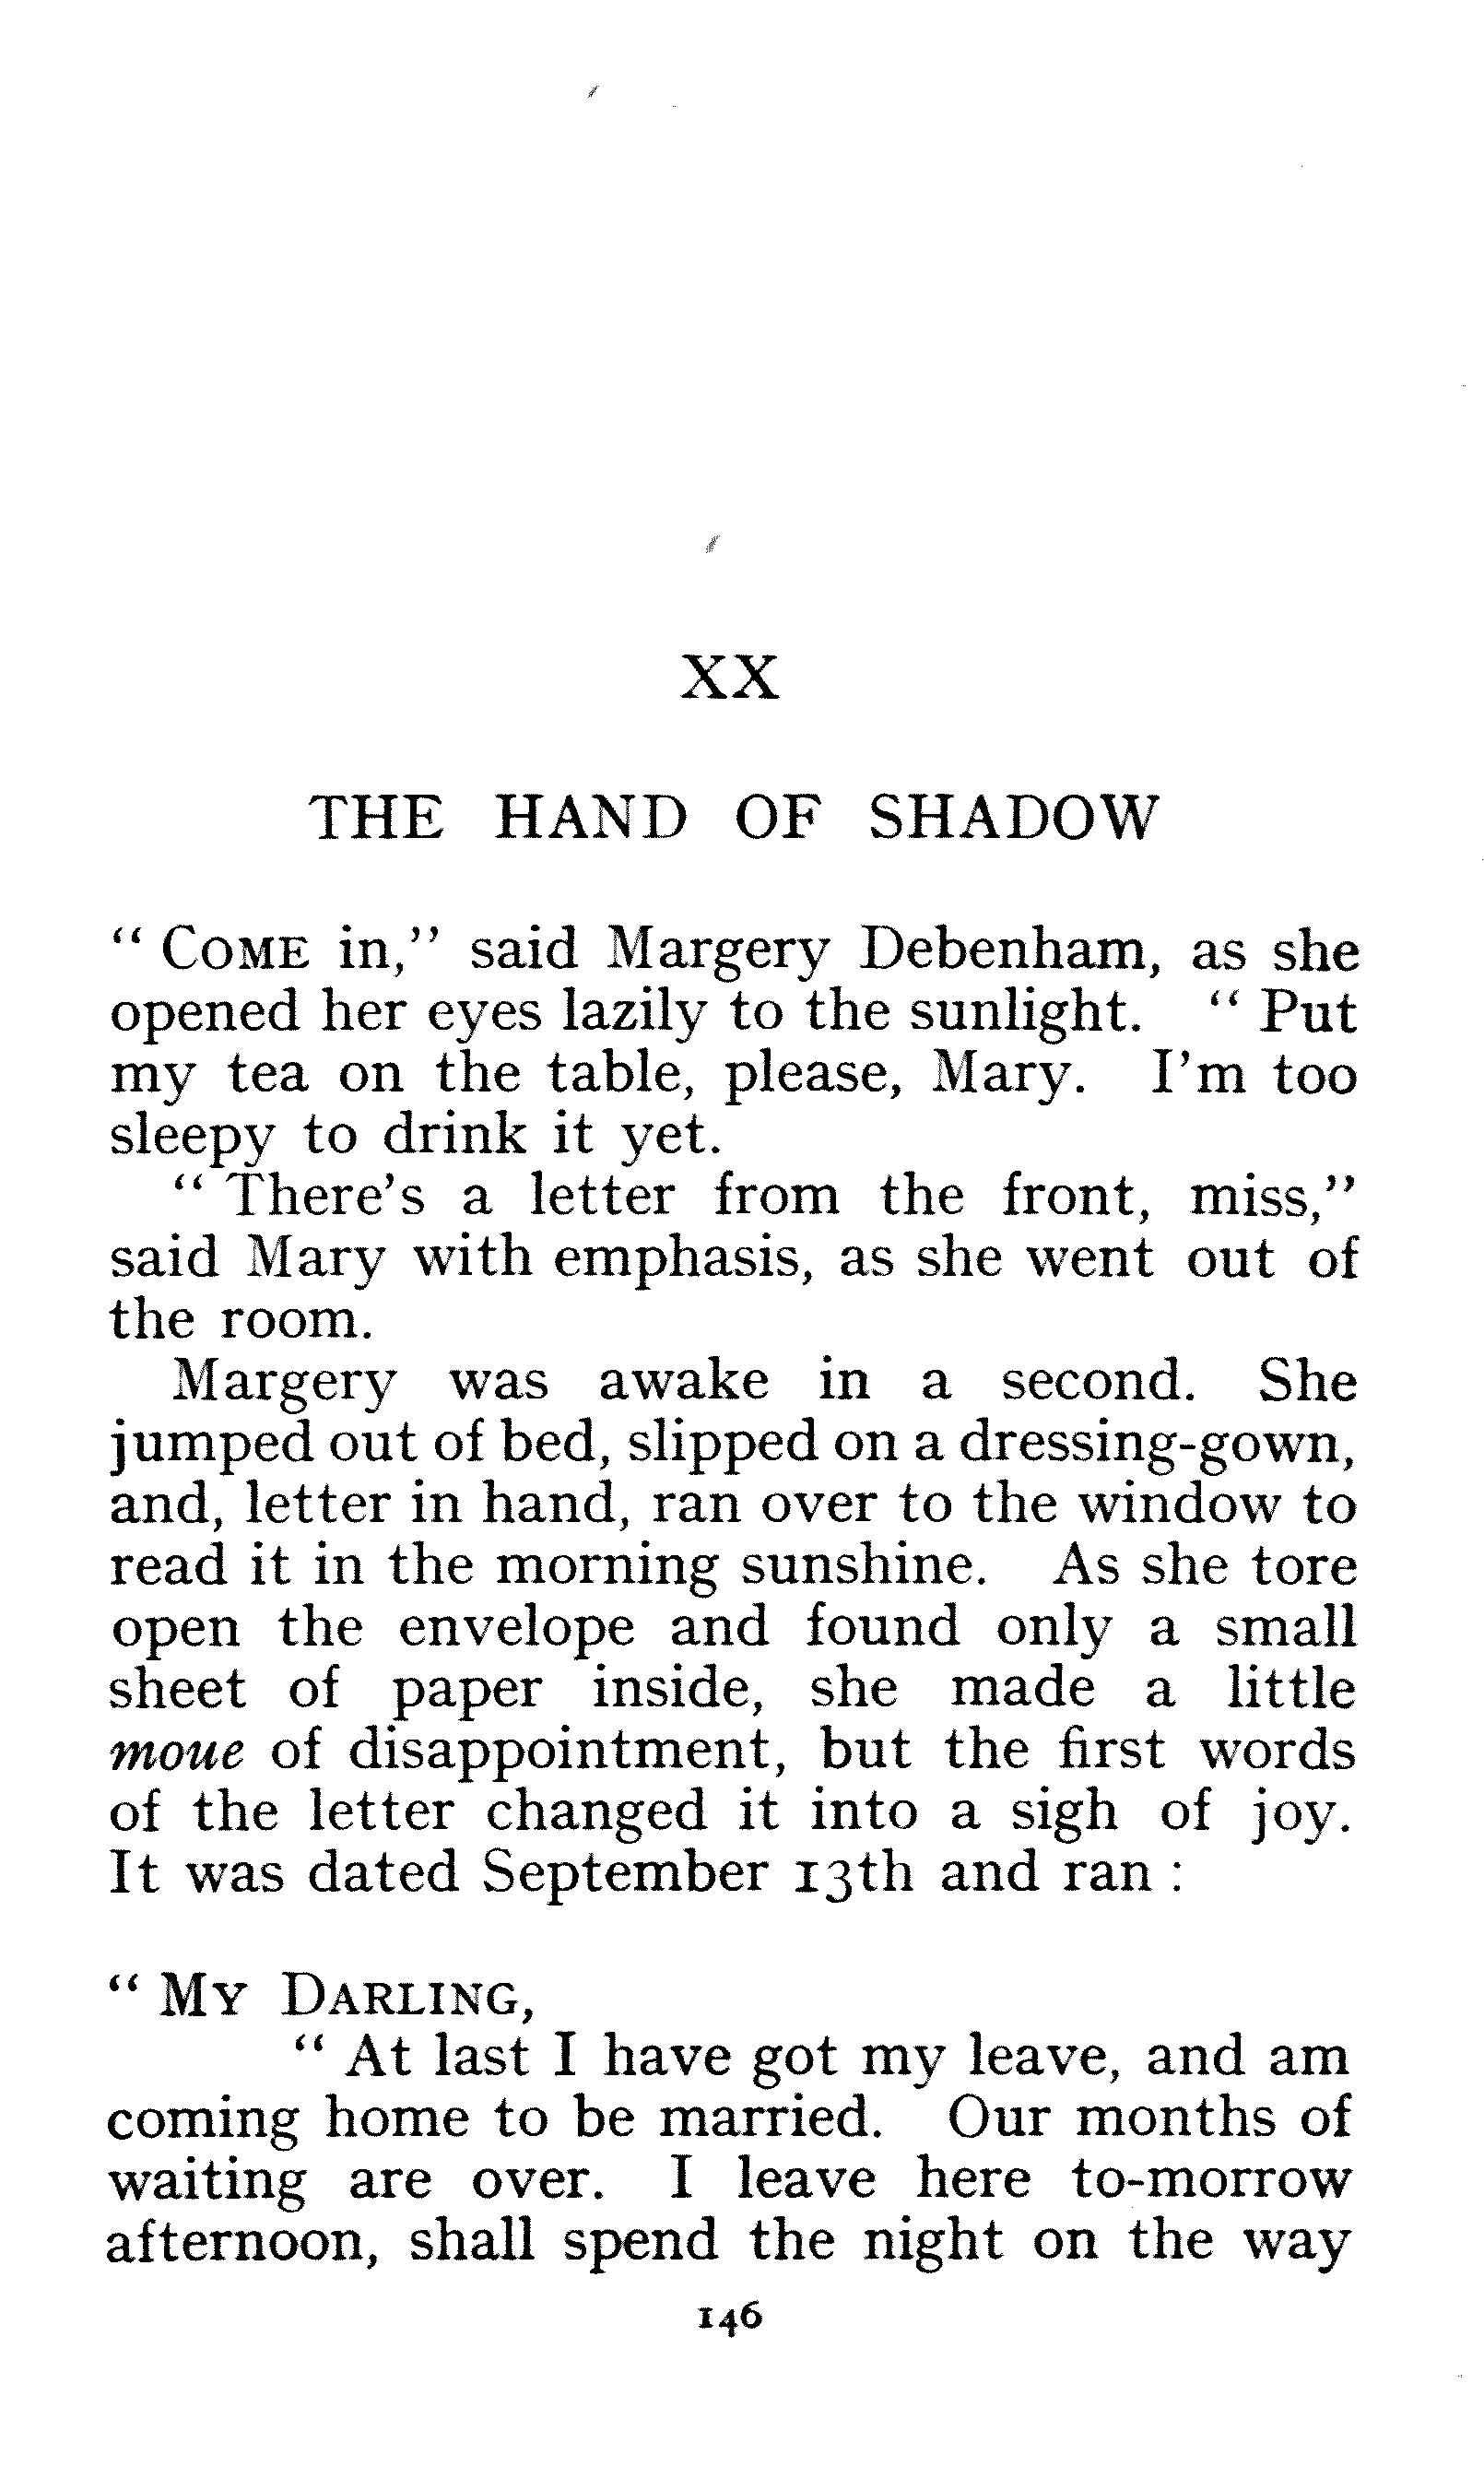 XX
THE HAND OF SHADOW
“ COME in,” said Margery Debenham, as she
opened her eyes lazily to the sunlight. “ Put
my tea on the table, please, Mary. I’m too
sleepy to drink it yet.
“ There’s a letter from the front, miss,”
said Mary with emphasis, as she went out of
the room.
Margery was awake in a second. She
jumped out of bed, slipped on a dressing-gown,
and, letter in hand, ran over to the window to
read it in the morning sunshine. As she tore
open the envelope and found only a small
sheet of paper inside, she made a little
moue of disappointment, but the first words
of the letter changed it into a sigh of joy.
It was dated September 13th and ran :
“ MY DARLING,
“ At last I have got my leave, and am
coming home to be married. Our months of
waiting are over. I leave here to-morrow
afternoon, shall spend the night on the way
146